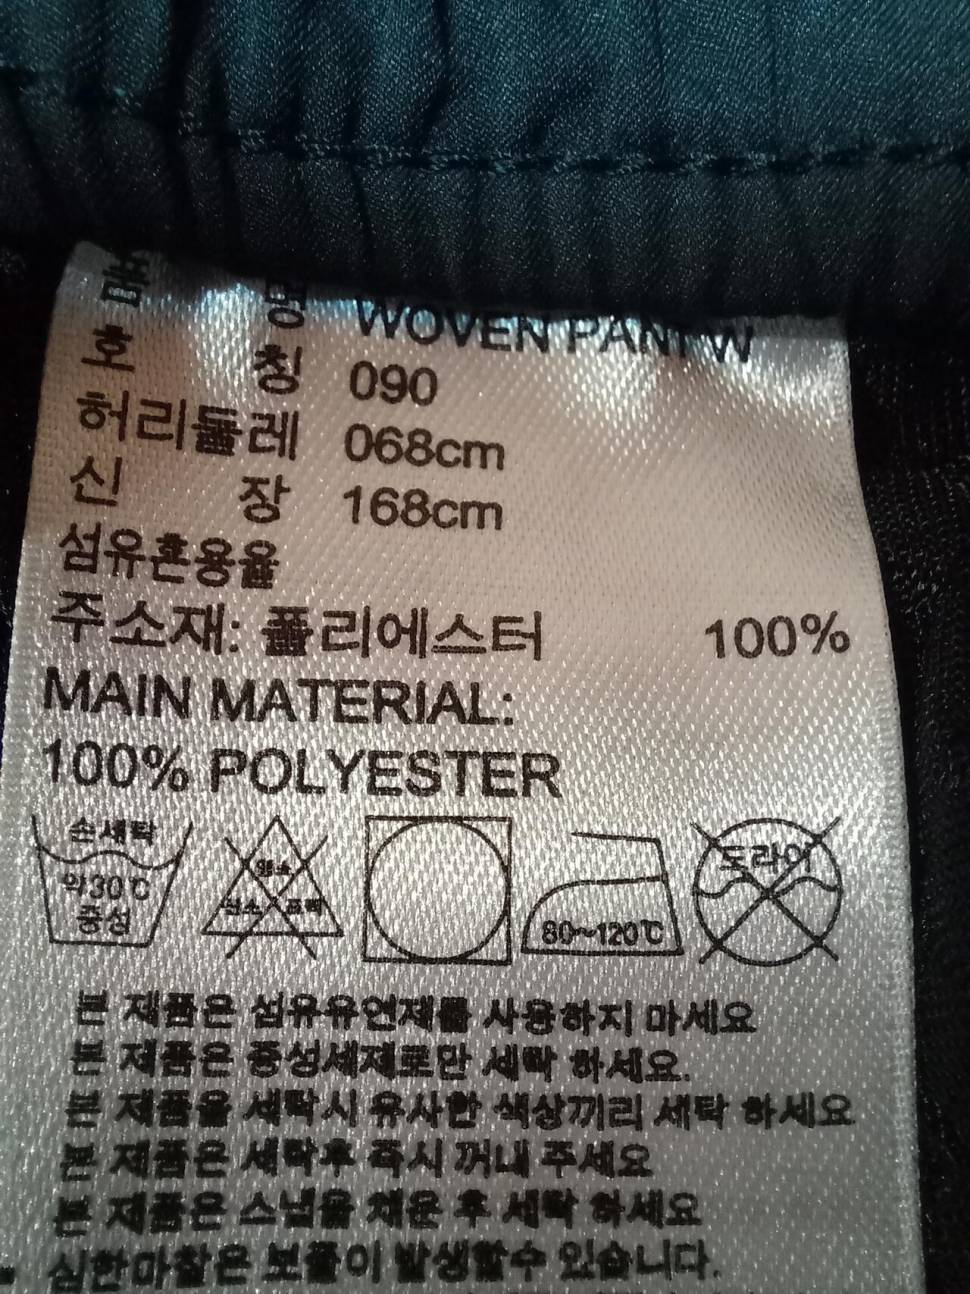 품 명 WOVEN PANT W
호 칭 090
허리둘레 068cm
신 장 168cm
섬유혼용율
주소재: 폴리에스터 100%
MAIN MATERIAL:
100% POLYESTER
손세탁
약30℃
중성
염소
산소 표백
80~120℃
드라이
본 제품은 섬유유연제를 사용하지 마세요
본 제품은 중성세제로만 세탁 하세요.
본 제품을 세탁시 유사한 색상끼리 세탁 하세요
본 제품은 세탁후 즉시 꺼내 주세요
본 제품은 스냅을 채운 후 세탁 하세요
심한마찰은 보풀이 발생할수 있습니다.